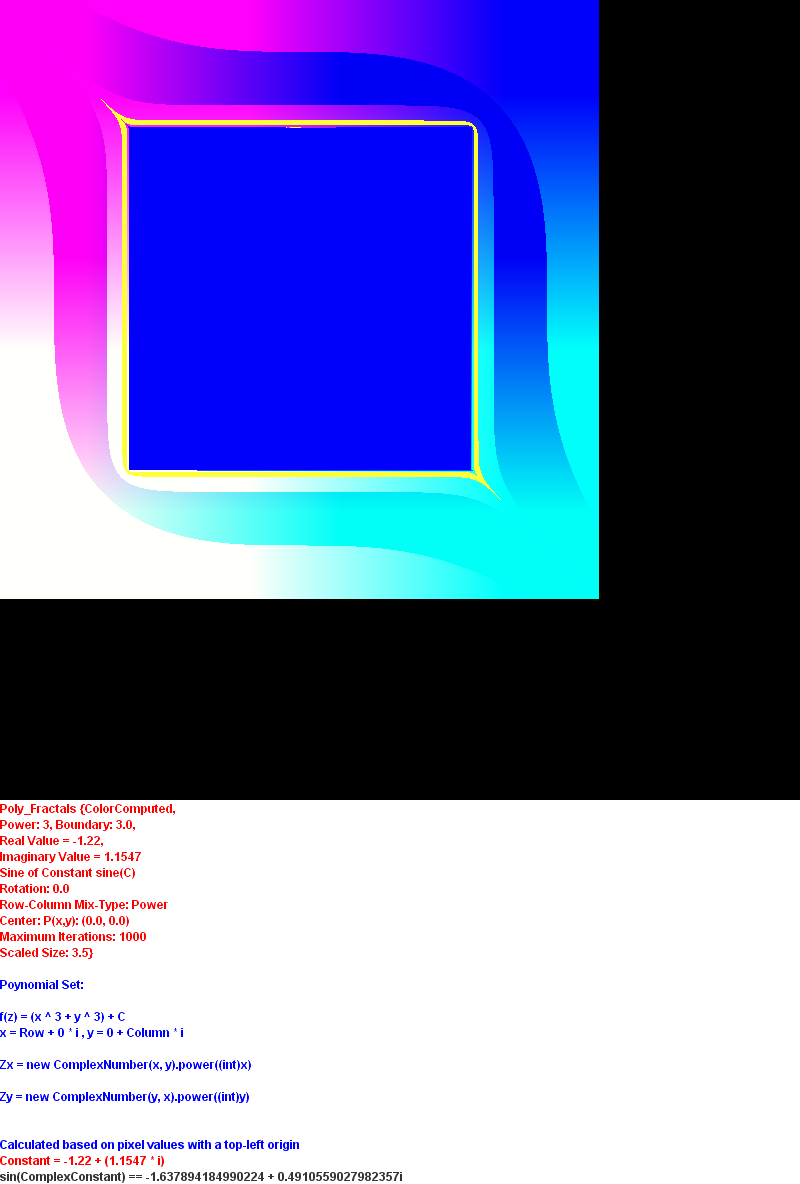 Poly_Fractals {ColorComputed,
Power: 3, Boundary: 3.0,
Real Value = -1.22,
Imaginary Value = 1.1547
Sine of Constant sine(C)
Rotation: 0.0
Row-Column Mix-Type: Power
Center: P(x,y): (0.0, 0.0)
Maximum Iterations: 1000
Scaled Size: 3.5}
Poynomial Set:
f(z) = (x ^ 3 + y ^ 3) + C
x = Row + 0 * i , y = 0 + Column * i
Zx = new ComplexNumber(x, y).power((int)x)
Zy = new ComplexNumber(y, x).power((int)y)
Calculated based on pixel values with a top-left origin
Constant = -1.22 + (1.1547 * i)
sin(ComplexConstant) == -1.637894184990224 + 0.4910559027982357i